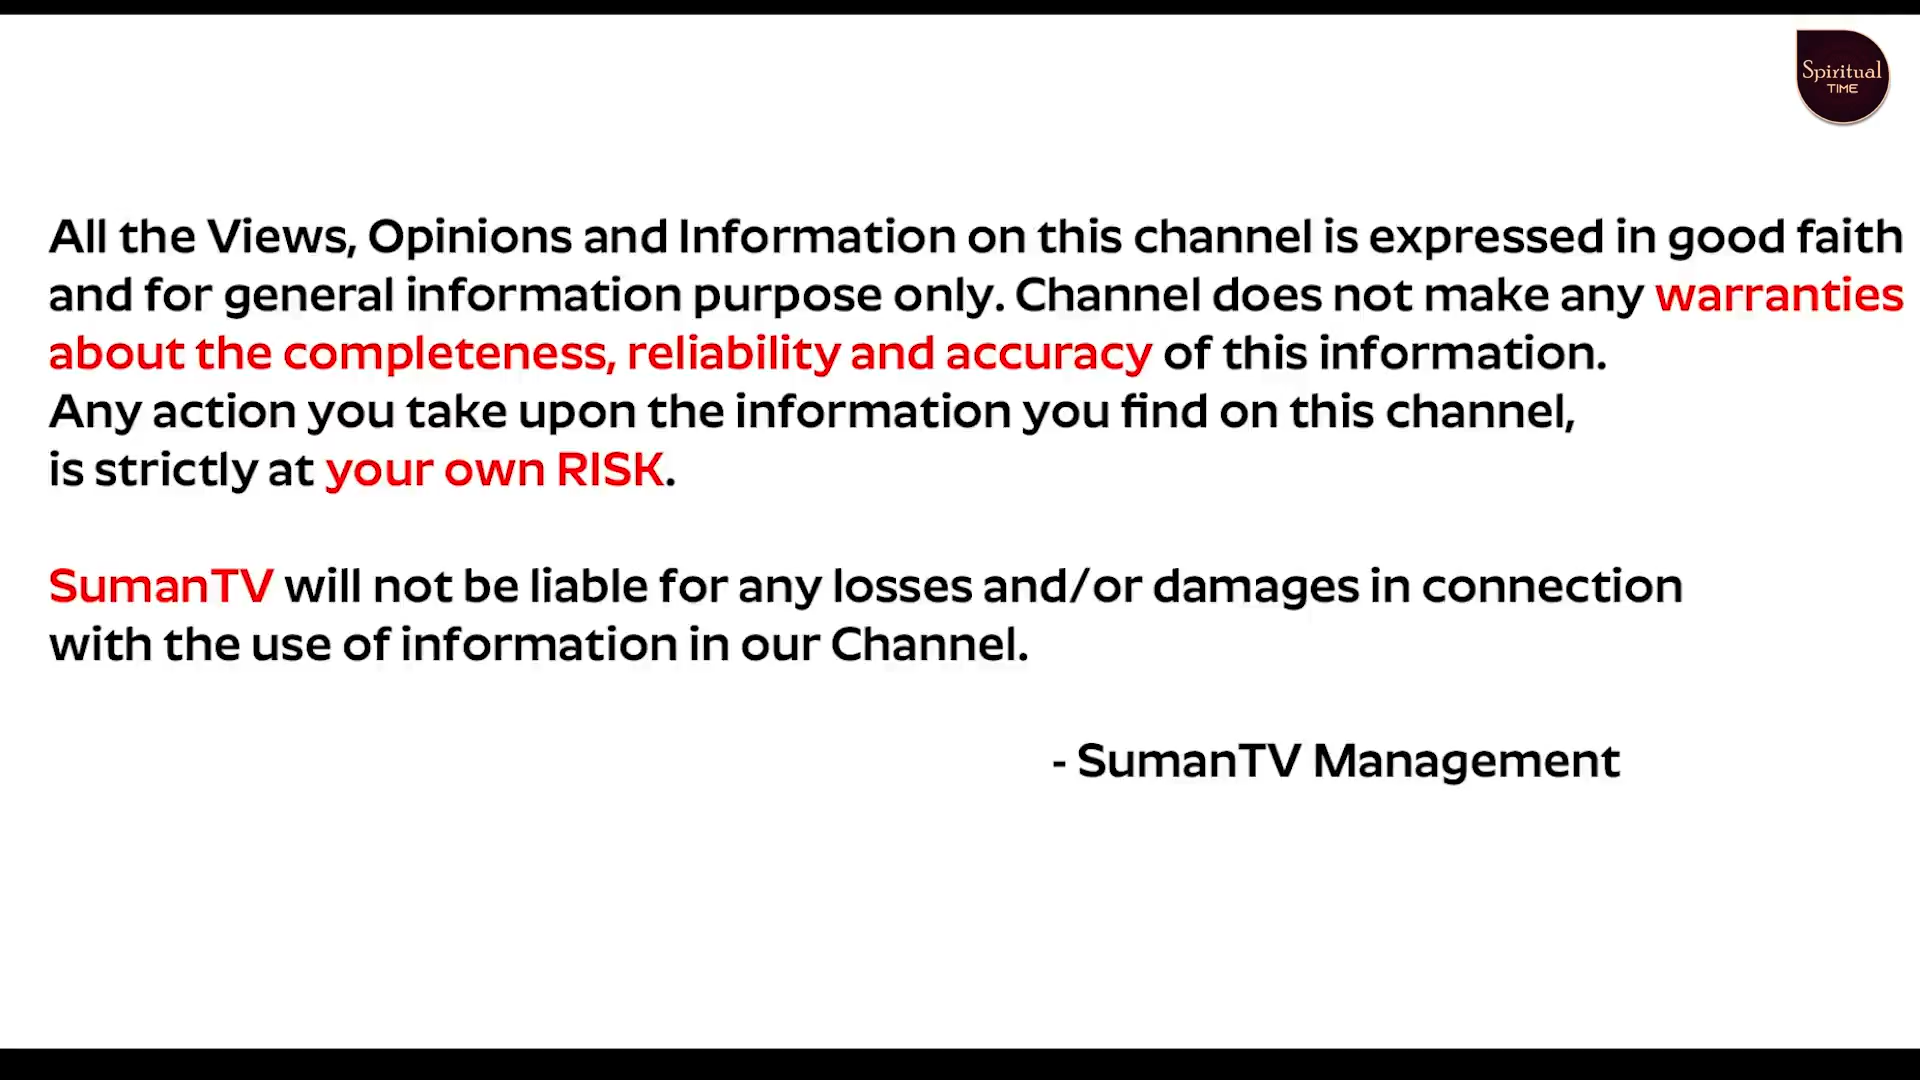 Spiritual
TIME
All the Views, Opinions and Information on this channel is expressed in good faith
and for general information purpose only. Channel does not make any warranties
about the completeness, reliability and accuracy of this information.
Any action you take upon the information you find on this channel,
is strictly at your own RISK.
SumanTV will not be liable for any losses and/or damages in connection
with the use of information in our Channel.
- SumanTV Management